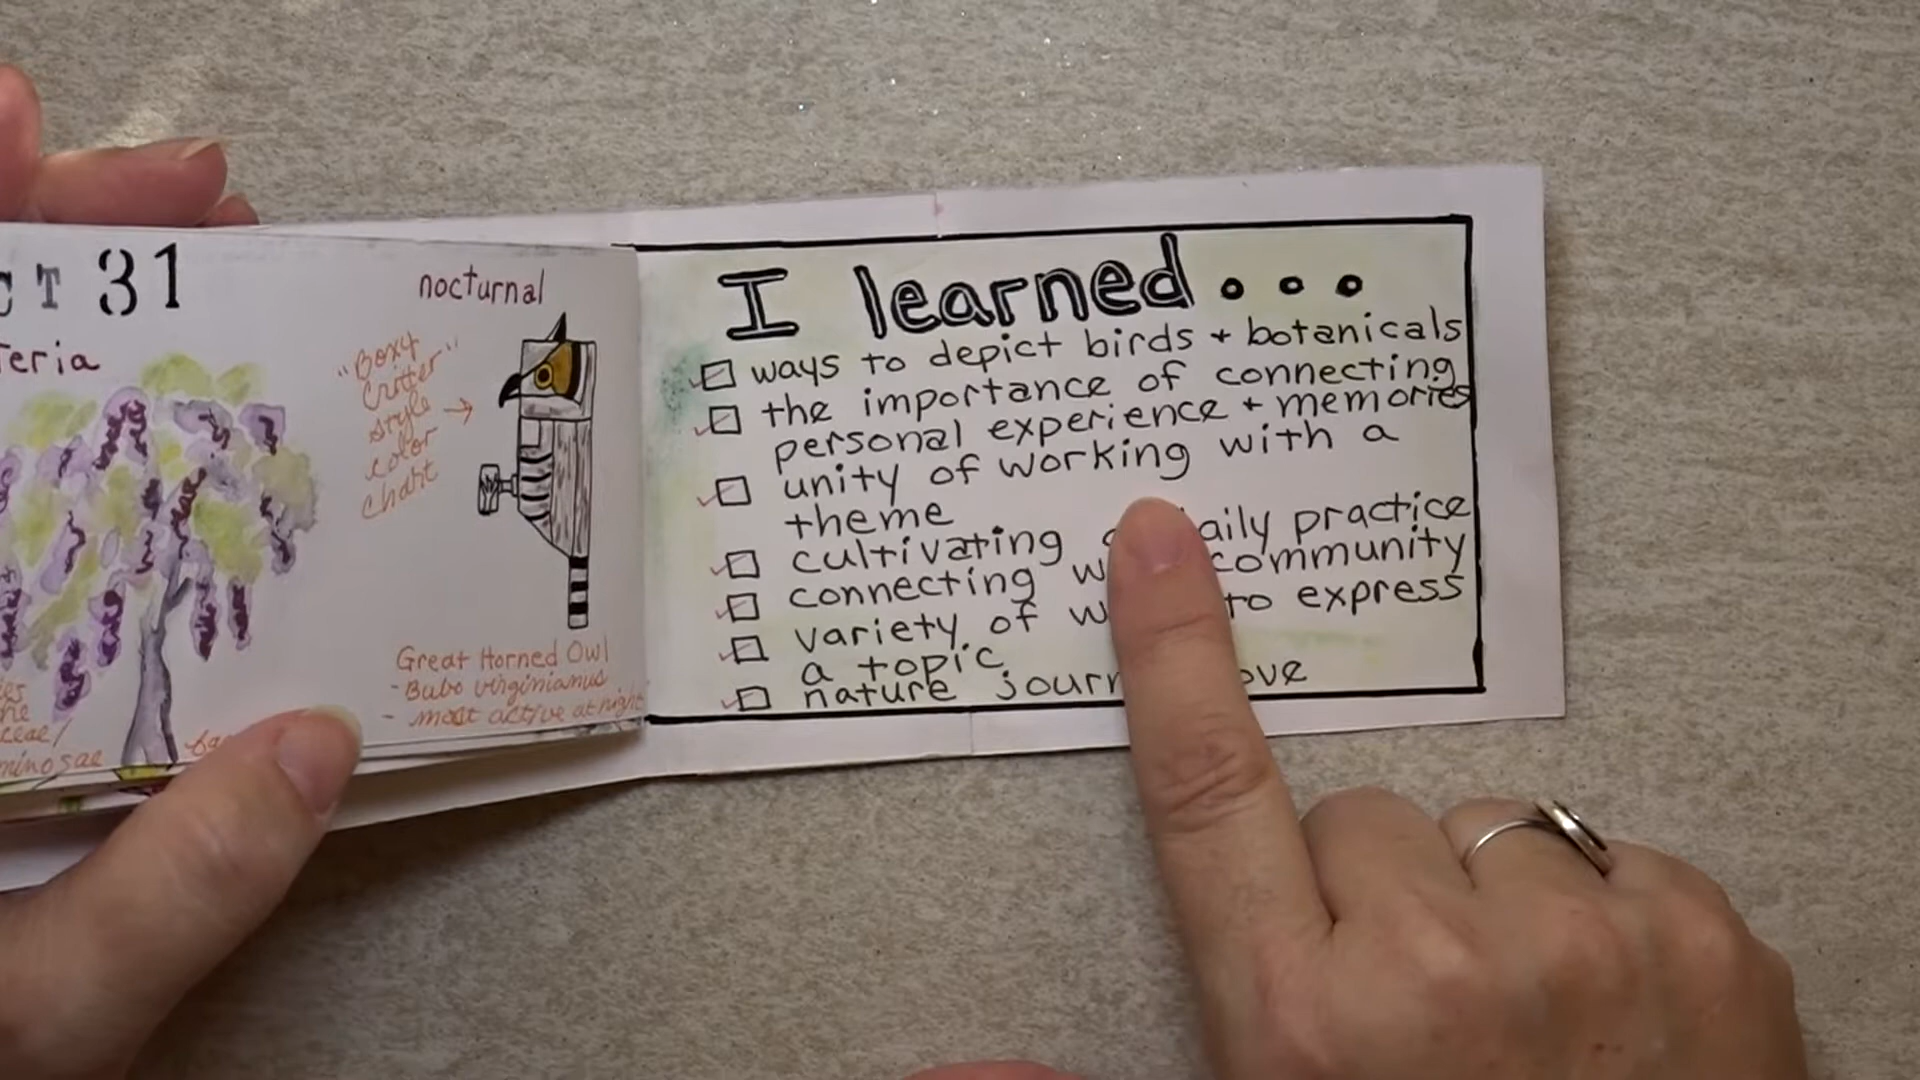 CT 31
teria
nocturnal
"Boxy
Critter"
style
color
chart
Great Horned Owl
- Bubo virginianus
- most active at night
I learned...
ways to depict birds + botanicals
the importance of connecting
personal experience + memories
unity of working with a
theme
cultivating daily practice
connecting community
variety of to express
a topic
nature